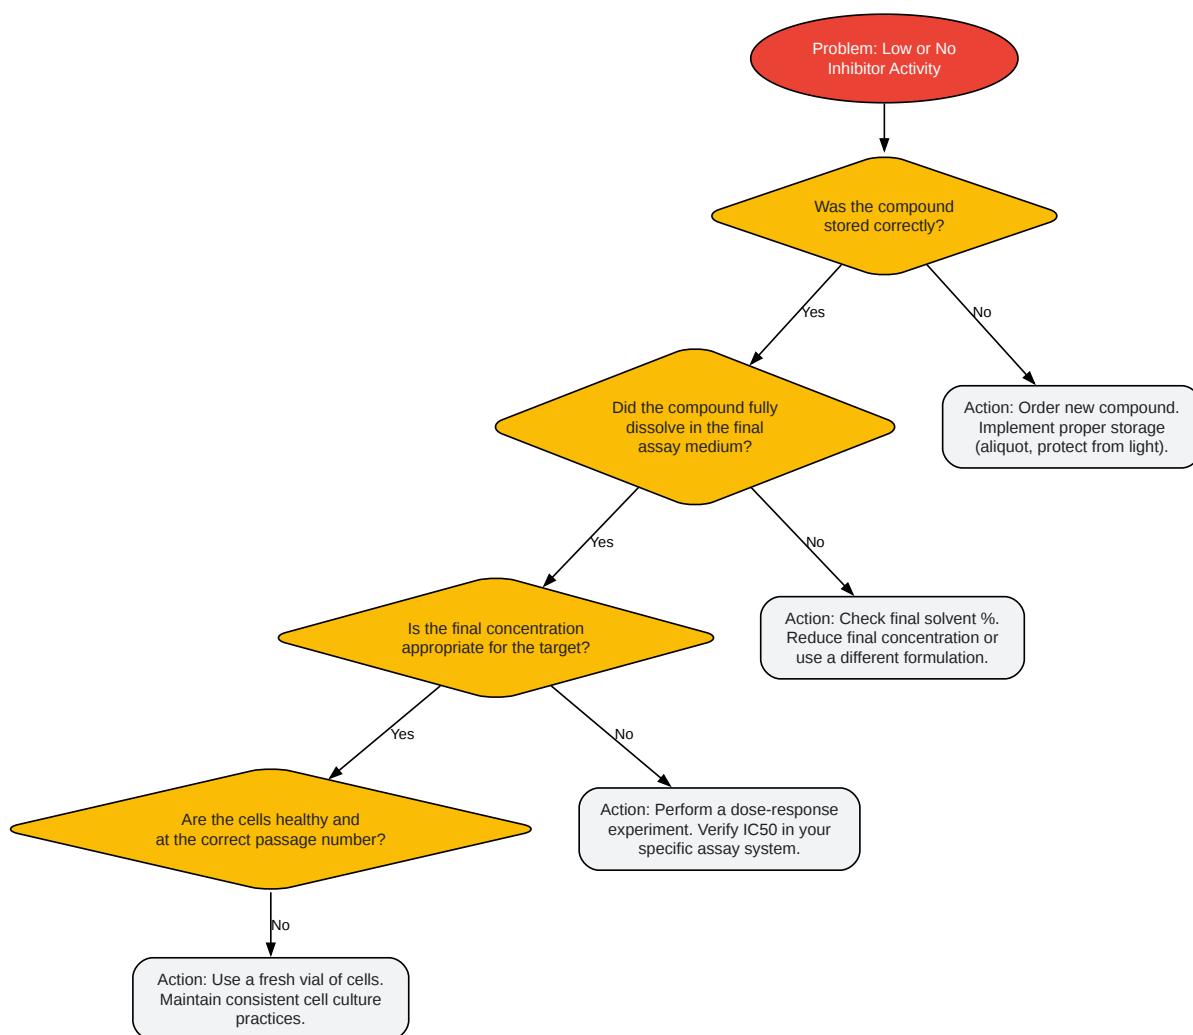 Problem: Low or No
Inhibitor Activity
Was the compound
stored correctly?
Yes
No
Did the compound fully
dissolve in the final
assay medium?
Action: Order new compound.
Implement proper storage
(aliquot, protect from light).
Yes
No
Is the final concentration
appropriate for the target?
Action: Check final solvent %.
Reduce final concentration or
use a different formulation.
Yes
No
Are the cells healthy and
at the correct passage number?
Action: Perform a dose-response
experiment. Verify IC50 in your
specific assay system.
No
Action: Use a fresh vial of cells.
Maintain consistent cell culture
practices.